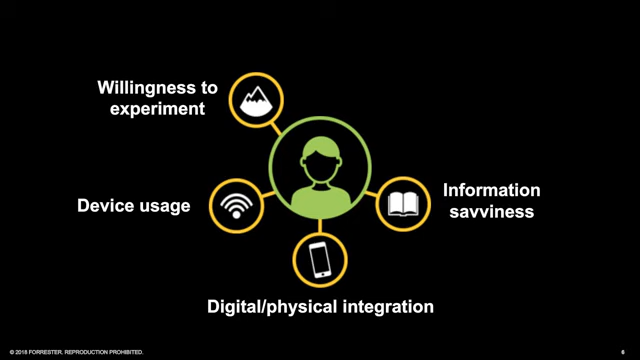 Willingness to
experiment
Device usage
Information
savviness
Digital/physical integration
© 2018 FORRESTER. REPRODUCTION PROHIBITED.
6